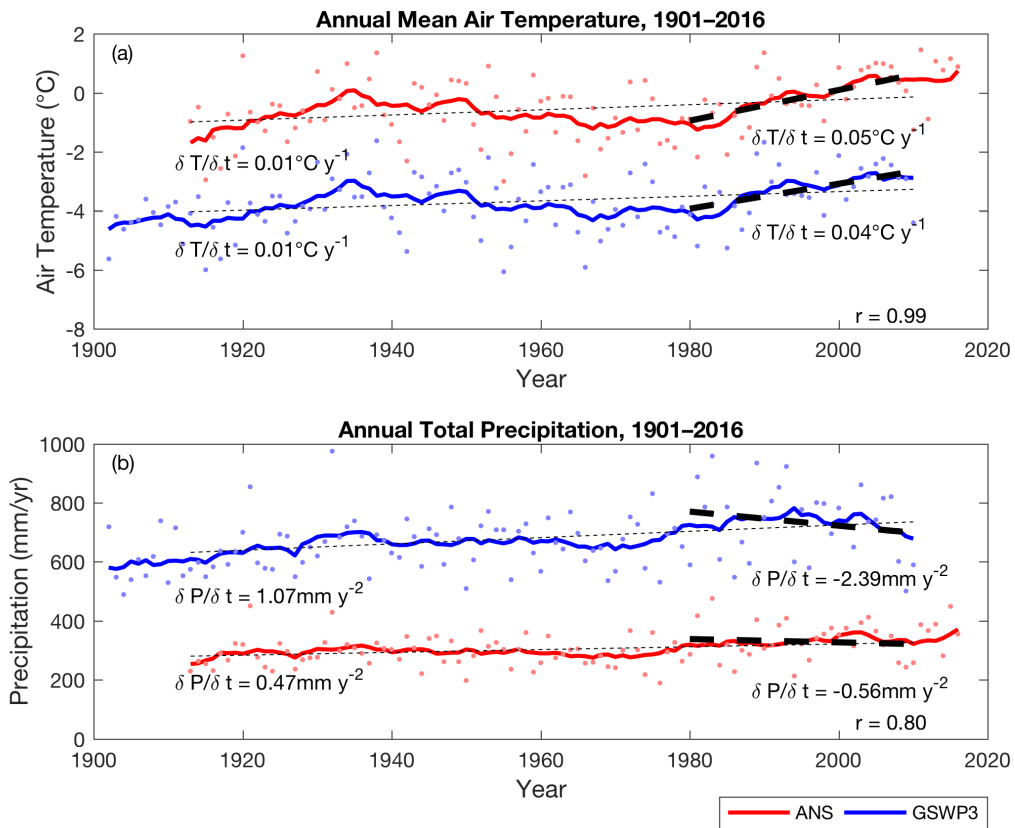 Annual Mean Air Temperature, 1901–2016
(a)
2
0
-2
-4
-6
-8
Air Temperature (°C)
δ T/δ t = 0.01°C y-1
δ T/δ t = 0.05°C y-1
δ T/δ t = 0.01°C y-1
δ T/δ t = 0.04°C y-1
r = 0.99
1900 1920 1940 1960 1980 2000 2020
Year
Annual Total Precipitation, 1901–2016
(b)
1000
800
600
400
200
0
Precipitation (mm/yr)
δ P/δ t = 1.07mm y-2
δ P/δ t = -2.39mm y-2
δ P/δ t = 0.47mm y-2
δ P/δ t = -0.56mm y-2
r = 0.80
1900 1920 1940 1960 1980 2000 2020
Year
ANS GSWP3